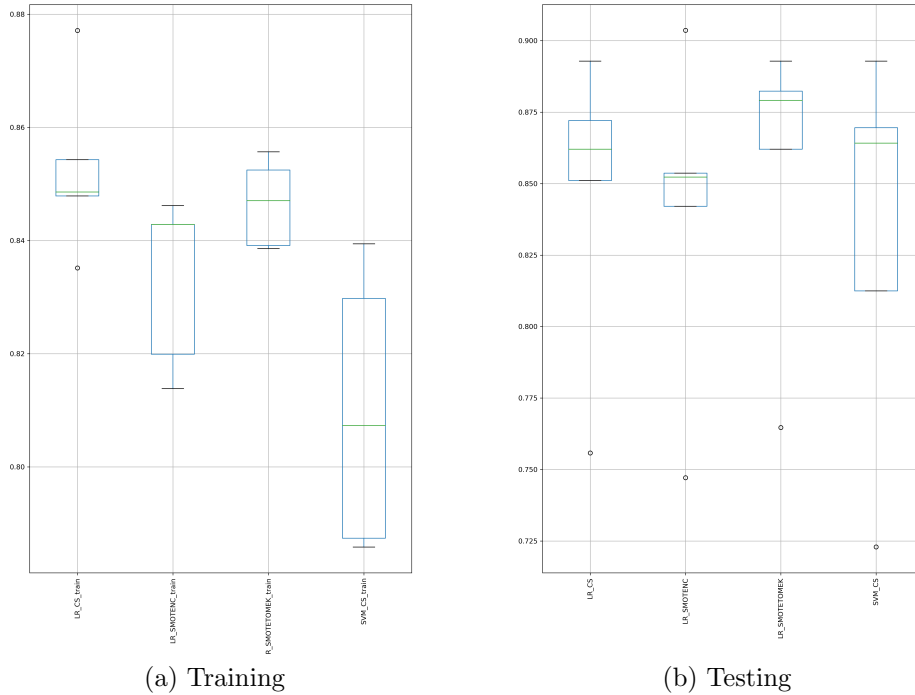 0.88
0.86
0.84
0.82
0.80
LR_CS_train
LR_SMOTENC_train
R_SMOTETOMEK_train
SVM_CS_train
(a) Training
0.900
0.875
0.850
0.825
0.800
0.775
0.750
0.725
LR_CS
LR_SMOTENC
LR_SMOTETOMEK
SVM_CS
(b) Testing